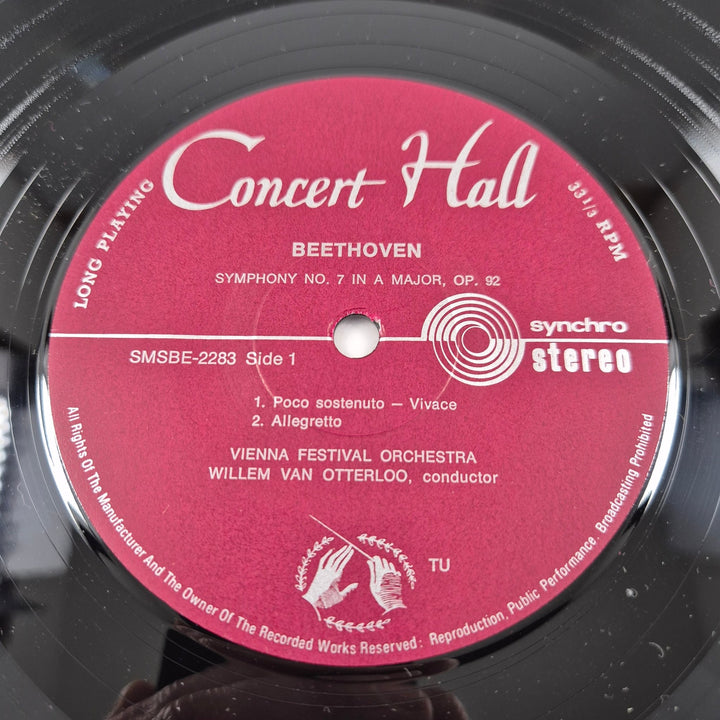 Concert Hall
LONG PLAYING
33 1/3 RPM
BEETHOVEN
SYMPHONY NO. 7 IN A MAJOR, OP. 92
synchro
stereo
SMSBE-2283 Side 1
1. Poco sostenuto – Vivace
2. Allegretto
VIENNA FESTIVAL ORCHESTRA
WILLEM VAN OTTERLOO, conductor
TU
All Rights Of The Manufacturer And The Owner Of The Recorded Works Reserved: Reproduction, Public Performance, Broadcasting Prohibited